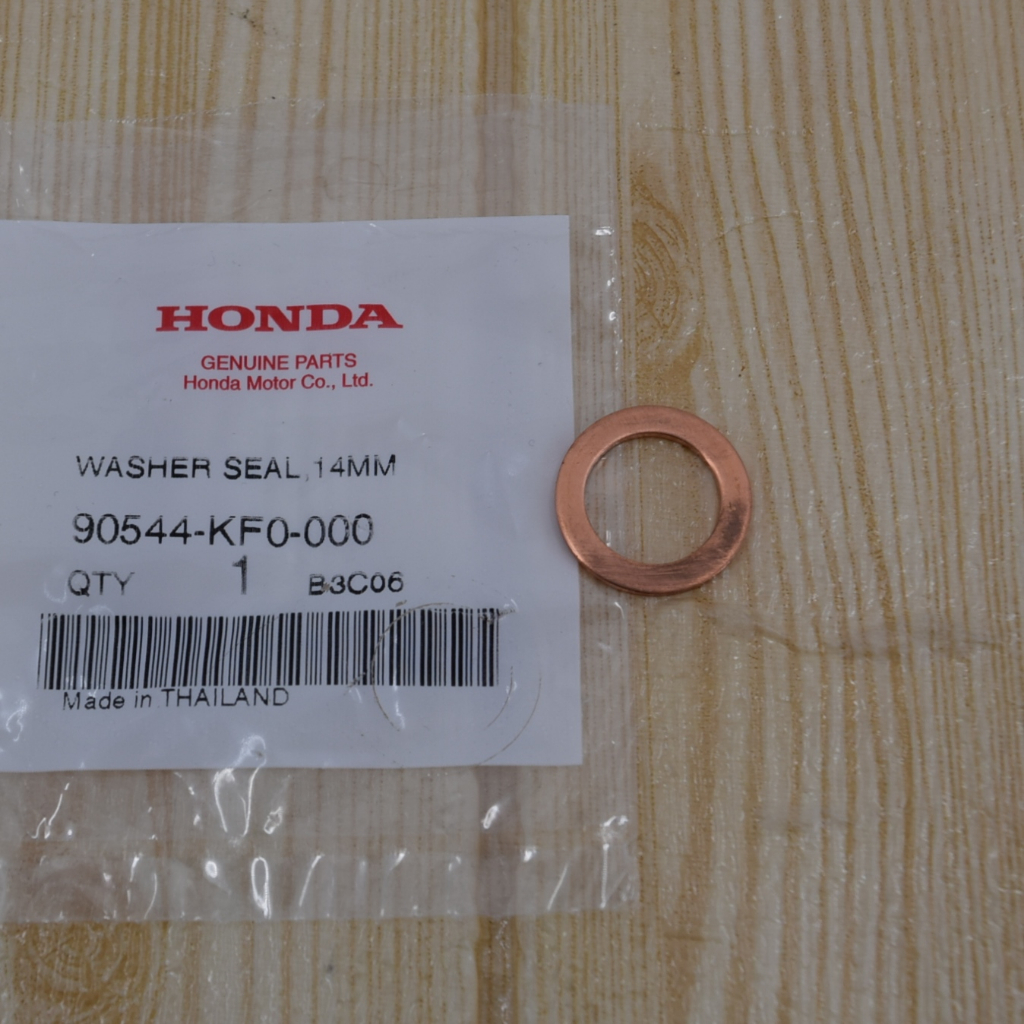 HONDA
GENUINE PARTS
Honda Motor Co., Ltd.
WASHER SEAL,14MM
90544-KF0-000
QTY 1 B3C06
Made in THAILAND